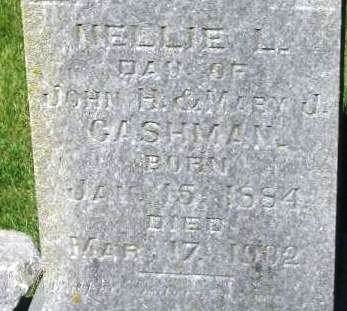 NELLIE L.
DAU OF
JOHN H. & MARY J.
CASHMAN.
BORN
JAN. 15, 1884.
DIED
MAR. 17, 1902